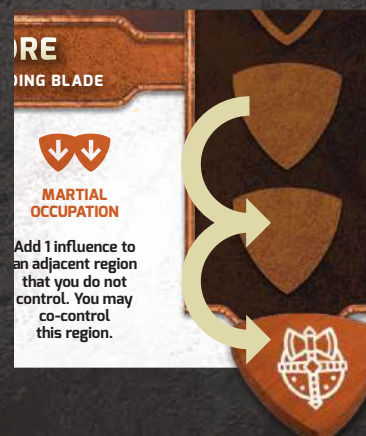 ORE
DING BLADE
MARTIAL
OCCUPATION
Add 1 influence to
an adjacent region
that you do not
control. You may
co-control
this region.